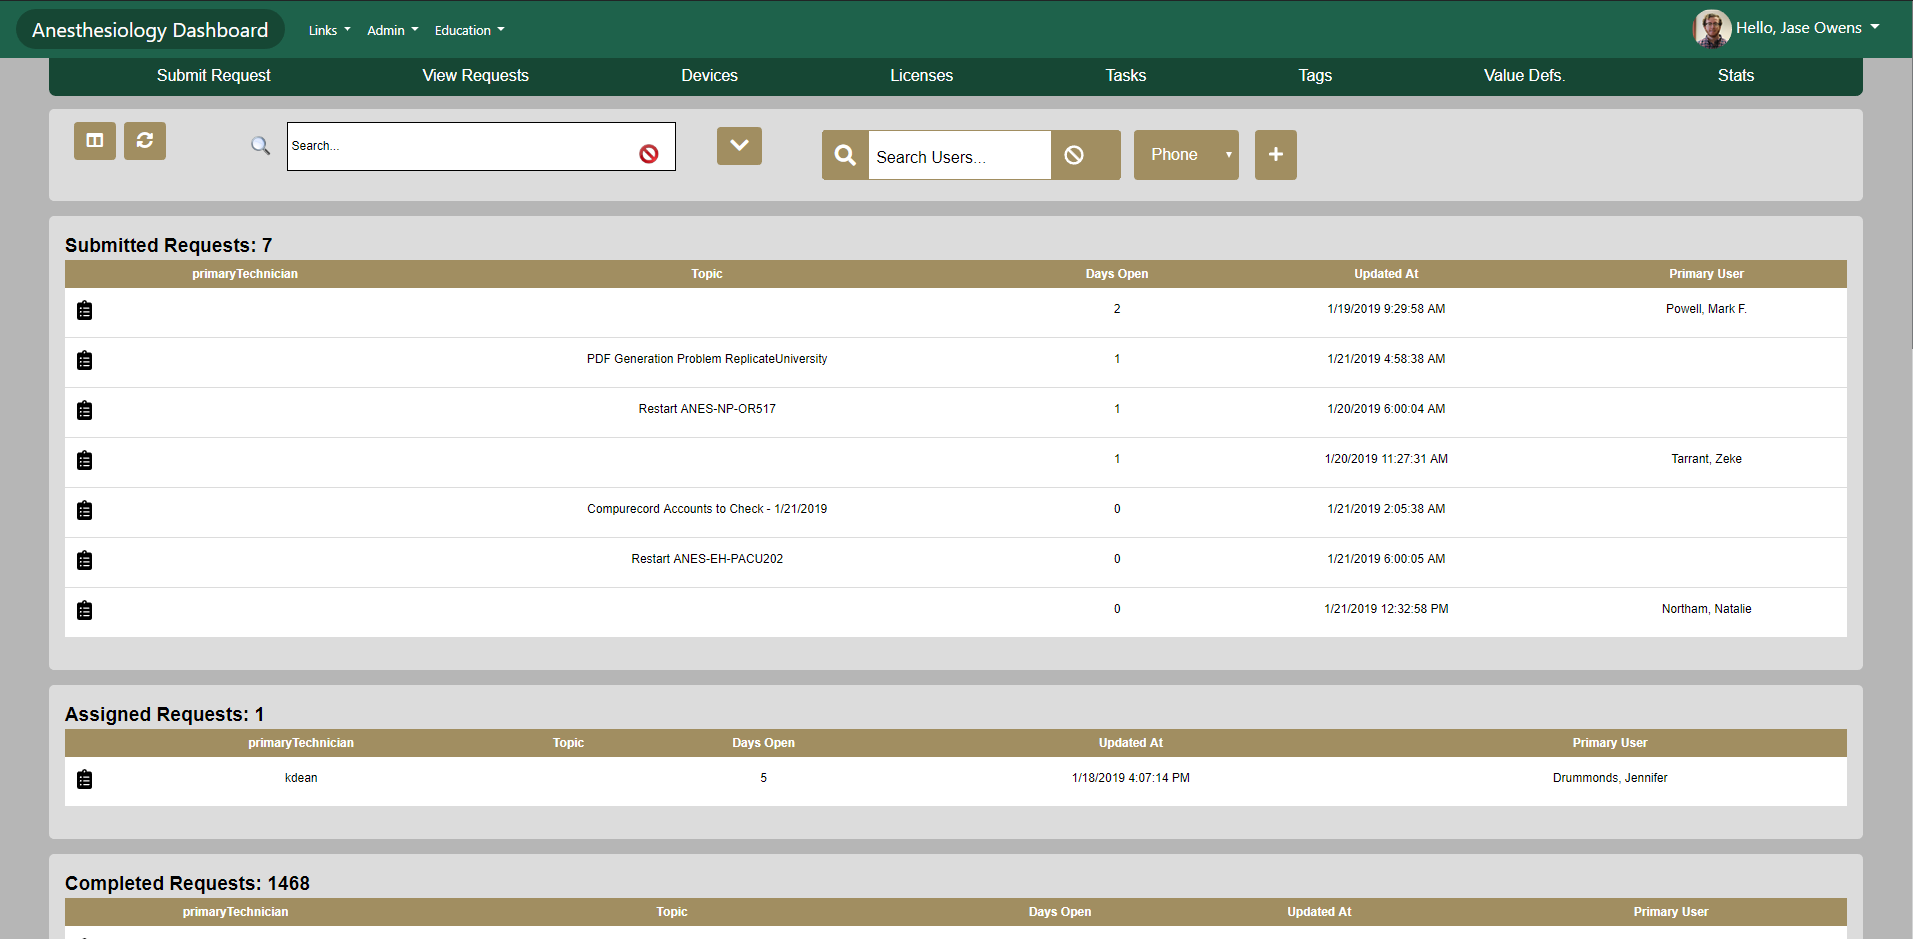 Anesthesiology Dashboard Links Admin Education Hello, Jase Owens
Submit Request View Requests Devices Licenses Tasks Tags Value Defs. Stats
Search... Search Users... Phone
Submitted Requests: 7
primaryTechnician Topic Days Open Updated At Primary User
2 1/19/2019 9:29:58 AM Powell, Mark F.
PDF Generation Problem ReplicateUniversity 1 1/21/2019 4:58:38 AM
Restart ANES-NP-OR517 1 1/20/2019 6:00:04 AM
1 1/20/2019 11:27:31 AM Tarrant, Zeke
Compurecord Accounts to Check - 1/21/2019 0 1/21/2019 2:05:38 AM
Restart ANES-EH-PACU202 0 1/21/2019 6:00:05 AM
0 1/21/2019 12:32:58 PM Northam, Natalie
Assigned Requests: 1
primaryTechnician Topic Days Open Updated At Primary User
kdean 5 1/18/2019 4:07:14 PM Drummonds, Jennifer
Completed Requests: 1468
primaryTechnician Topic Days Open Updated At Primary User